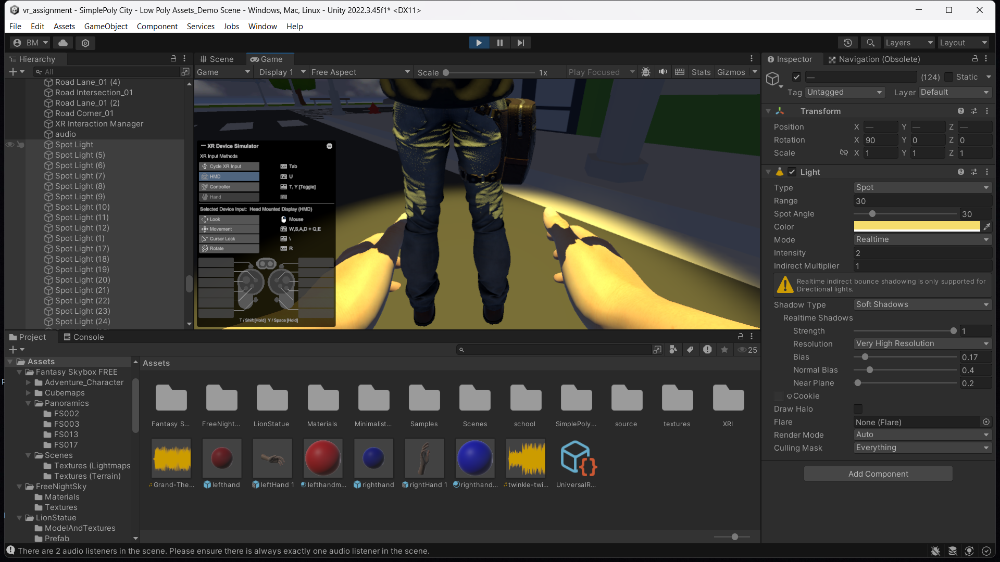 vr_assignment - SimplePoly City - Low Poly Assets_Demo Scene - Windows, Mac, Linux - Unity 2022.3.45f1* <DX11>
File Edit Assets GameObject Component Services Jobs Window Help
BM
Layers Layout
Hierarchy
All
Road Lane_01 (4)
Road Intersection_01
Road Lane_01 (2)
Road Corner_01
XR Interaction Manager
audio
Spot Light
Spot Light (5)
Spot Light (6)
Spot Light (7)
Spot Light (8)
Spot Light (9)
Spot Light (10)
Spot Light (11)
Spot Light (12)
Spot Light (1)
Spot Light (17)
Spot Light (18)
Spot Light (19)
Spot Light (20)
Spot Light (21)
Spot Light (22)
Spot Light (23)
Spot Light (24)
Scene Game
Game Display 1 Free Aspect Scale 1x Play Focused Stats Gizmos
XR Device Simulator
XR Input Methods
Cycle XR Input Tab
HMD U
Controller T, Y [Toggle]
Hand
Selected Device Input: Head Mounted Display (HMD)
Look Mouse
Movement W,S,A,D + Q,E
Cursor Lock \
Rotate R
T / Shift [Hold] Y / Space [Hold]
Inspector Navigation (Obsolete)
— (124) Static
Tag Untagged Layer Default
Transform
Position X — Y — Z —
Rotation X 90 Y 0 Z 0
Scale X 1 Y 1 Z 1
Light
Type Spot
Range 30
Spot Angle 30
Color
Mode Realtime
Intensity 2
Indirect Multiplier 1
Realtime indirect bounce shadowing is only supported for
Directional lights.
Shadow Type Soft Shadows
Realtime Shadows
Strength 1
Resolution Very High Resolution
Bias 0.17
Normal Bias 0.4
Near Plane 0.2
Cookie
Draw Halo
Flare None (Flare)
Render Mode Auto
Culling Mask Everything
Add Component
Project Console
25
Assets
Fantasy Skybox FREE
Adventure_Character
Cubemaps
Panoramics
FS002
FS003
FS013
FS017
Scenes
Textures (Lightmaps
Textures (Terrain)
FreeNightSky
Materials
Textures
LionStatue
ModelAndTextures
Prefab
Assets
Fantasy S... FreeNight... LionStatue Materials Minimalist... Samples Scenes school SimplePoly... source textures XRI
Grand-The... lefthand leftHand 1 lefthandm... righthand rightHand 1 righthand... twinkle-twi... UniversalR...
There are 2 audio listeners in the scene. Please ensure there is always exactly one audio listener in the scene.